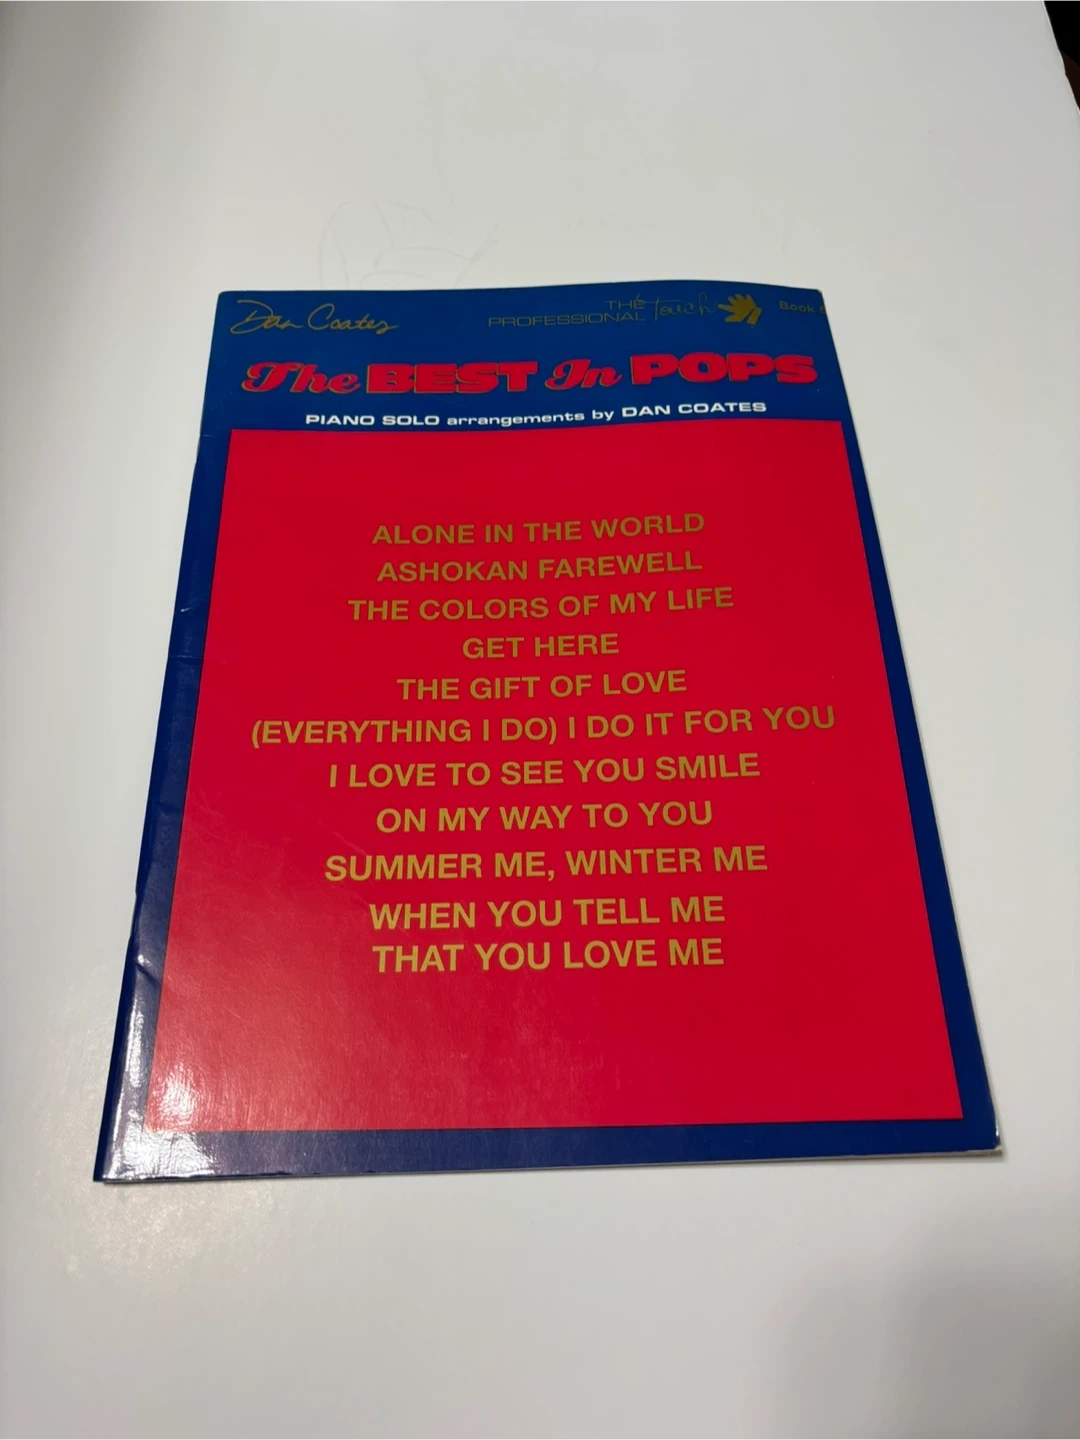 Dan Coates
THE
PROFESSIONAL touch
Book
The BEST In POPS
PIANO SOLO arrangements by DAN COATES
ALONE IN THE WORLD
ASHOKAN FAREWELL
THE COLORS OF MY LIFE
GET HERE
THE GIFT OF LOVE
(EVERYTHING I DO) I DO IT FOR YOU
I LOVE TO SEE YOU SMILE
ON MY WAY TO YOU
SUMMER ME, WINTER ME
WHEN YOU TELL ME
THAT YOU LOVE ME